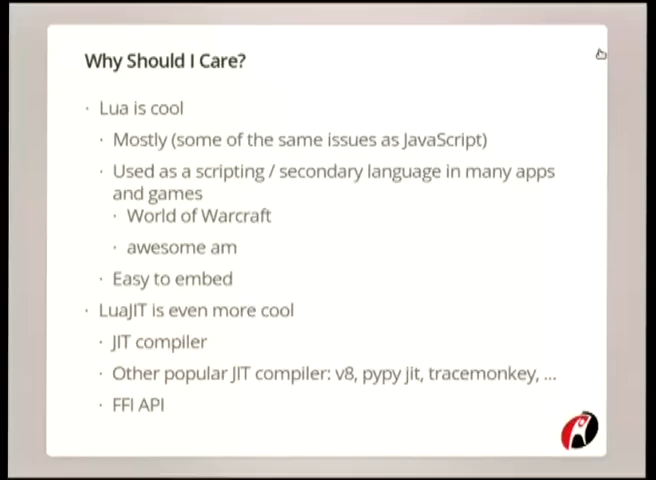 Why Should I Care?
· Lua is cool
· Mostly (some of the same issues as JavaScript)
· Used as a scripting / secondary language in many apps
and games
· World of Warcraft
· awesome am
· Easy to embed
· LuaJIT is even more cool
· JIT compiler
· Other popular JIT compiler: v8, pypy jit, tracemonkey, ...
· FFI API